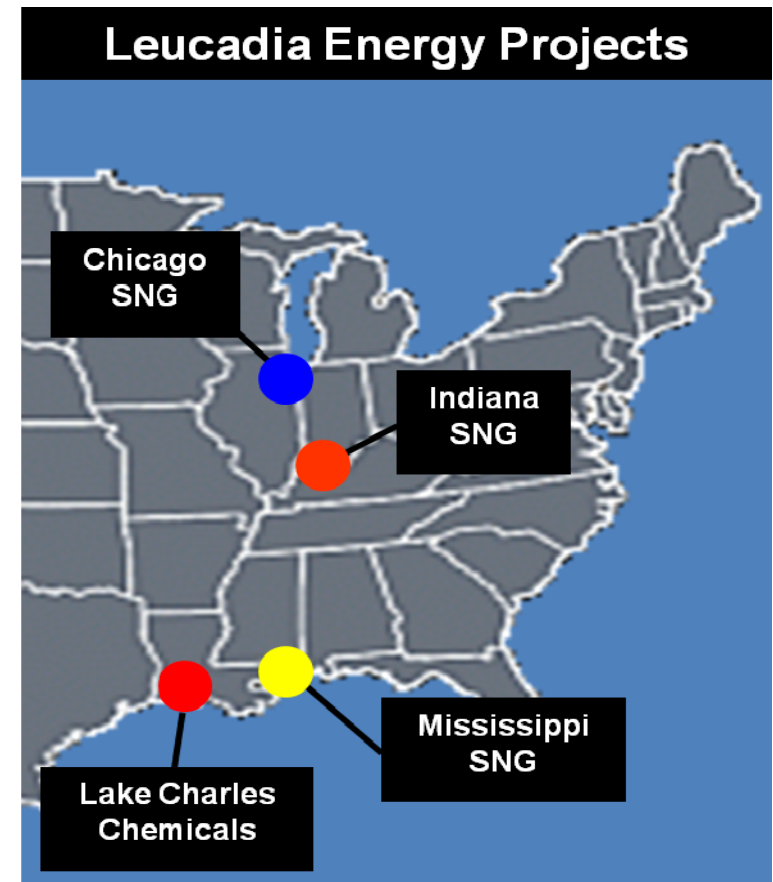 Leucadia Energy Projects
Chicago
SNG
Indiana
SNG
Mississippi
SNG
Lake Charles
Chemicals